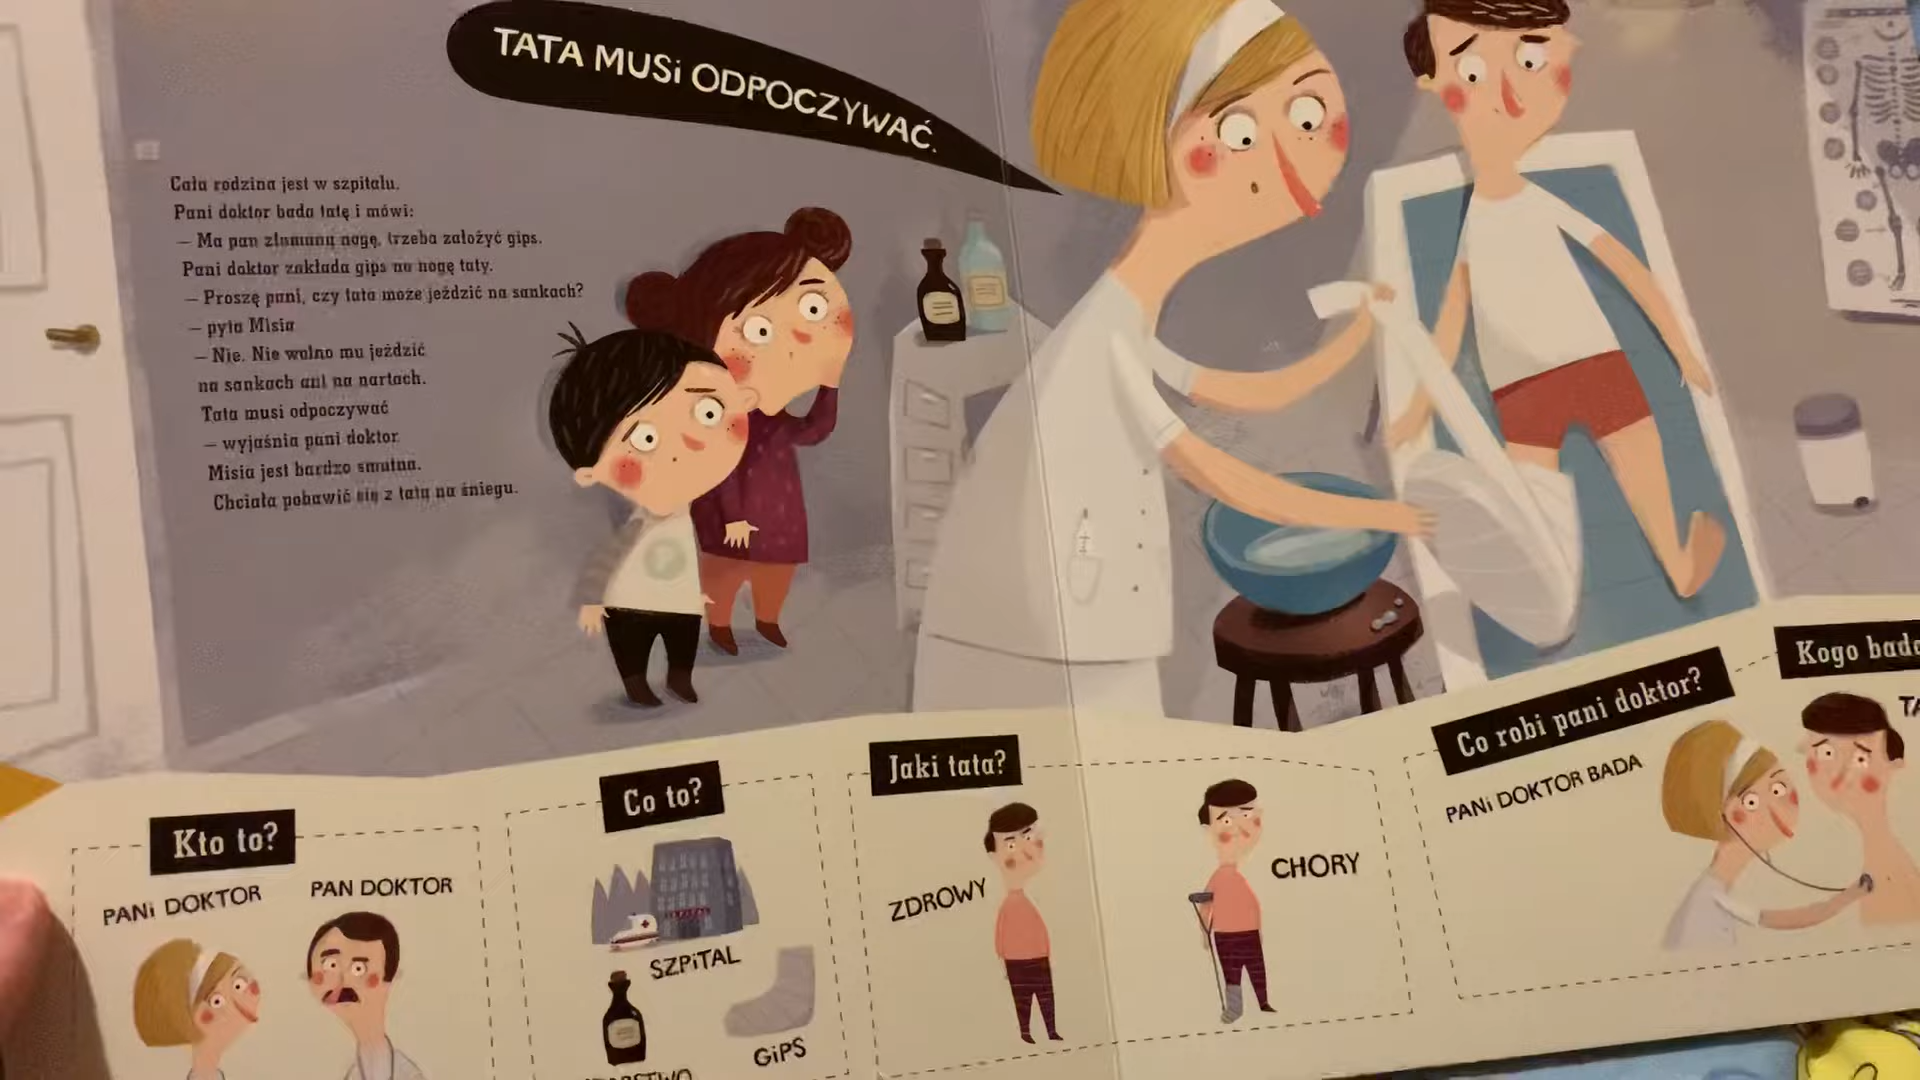 TATA MUSi ODPOCZYWAĆ.
Cała rodzina jest w szpitalu.
Pani doktor bada tatę i mówi:
– Ma pan złamaną nogę, trzeba założyć gips.
Pani doktor zakłada gips na nogę taty.
– Proszę pani, czy tata może jeździć na sankach?
– pyta Misia
– Nie. Nie wolno mu jeździć
na sankach ani na nartach.
Tata musi odpoczywać
– wyjaśnia pani doktor.
Misia jest bardzo smutna.
Chciała pobawić się z tatą na śniegu.
Kto to?
PANi DOKTOR
PAN DOKTOR
Co to?
SZPiTAL
GiPS
Jaki tata?
ZDROWY
CHORY
Co robi pani doktor?
PANi DOKTOR BADA
Kogo bada
TA